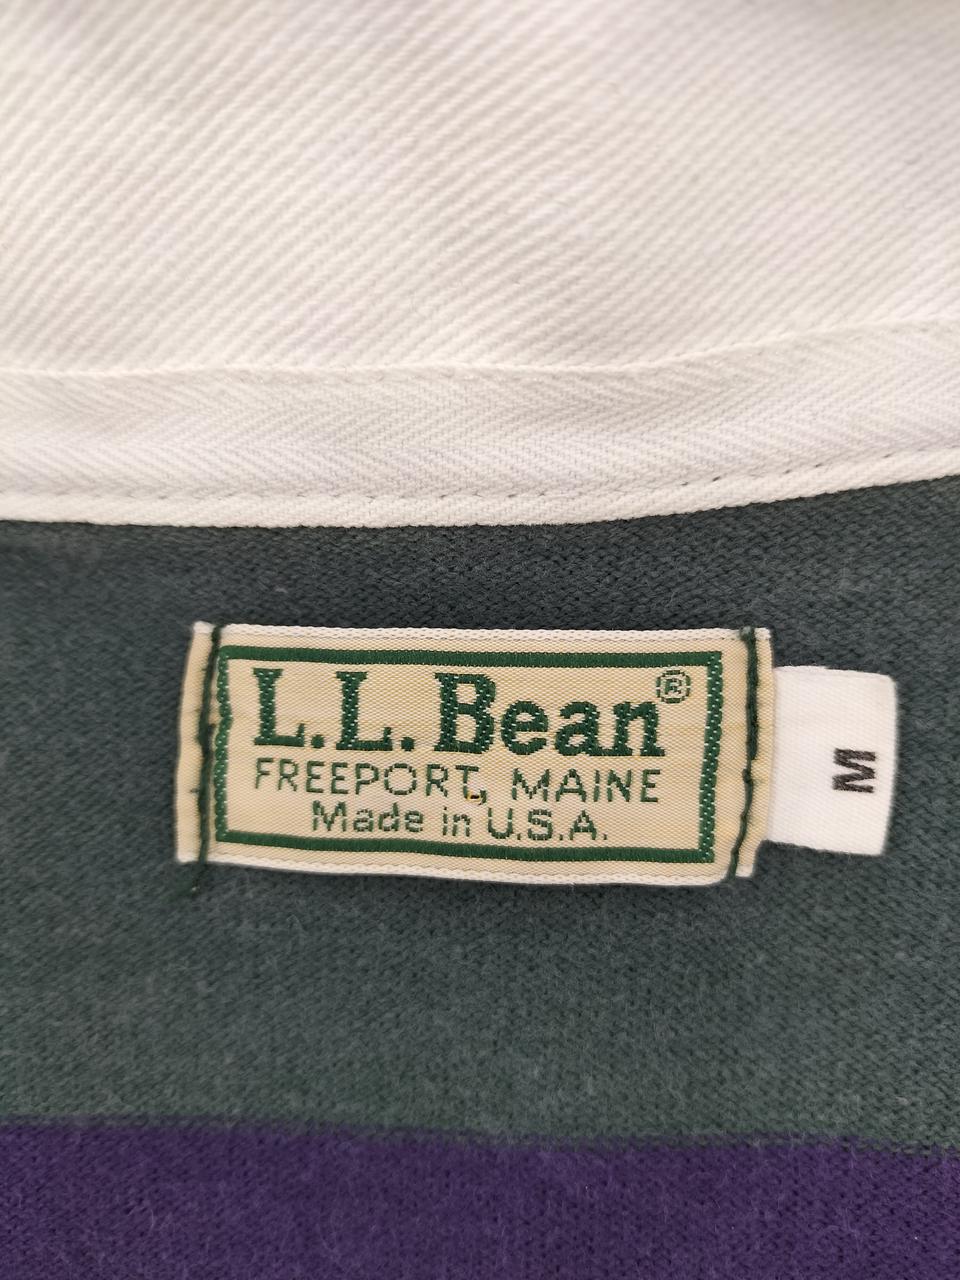 L.L.Bean®
FREEPORT, MAINE
Made in U.S.A.
M